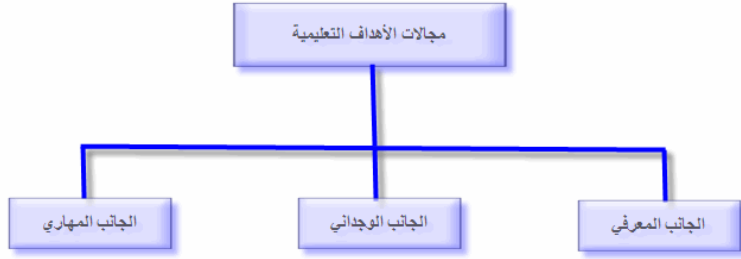 مجالات الأهداف التعليمية
الجانب المعرفي
الجانب الوجداني
الجانب المهاري